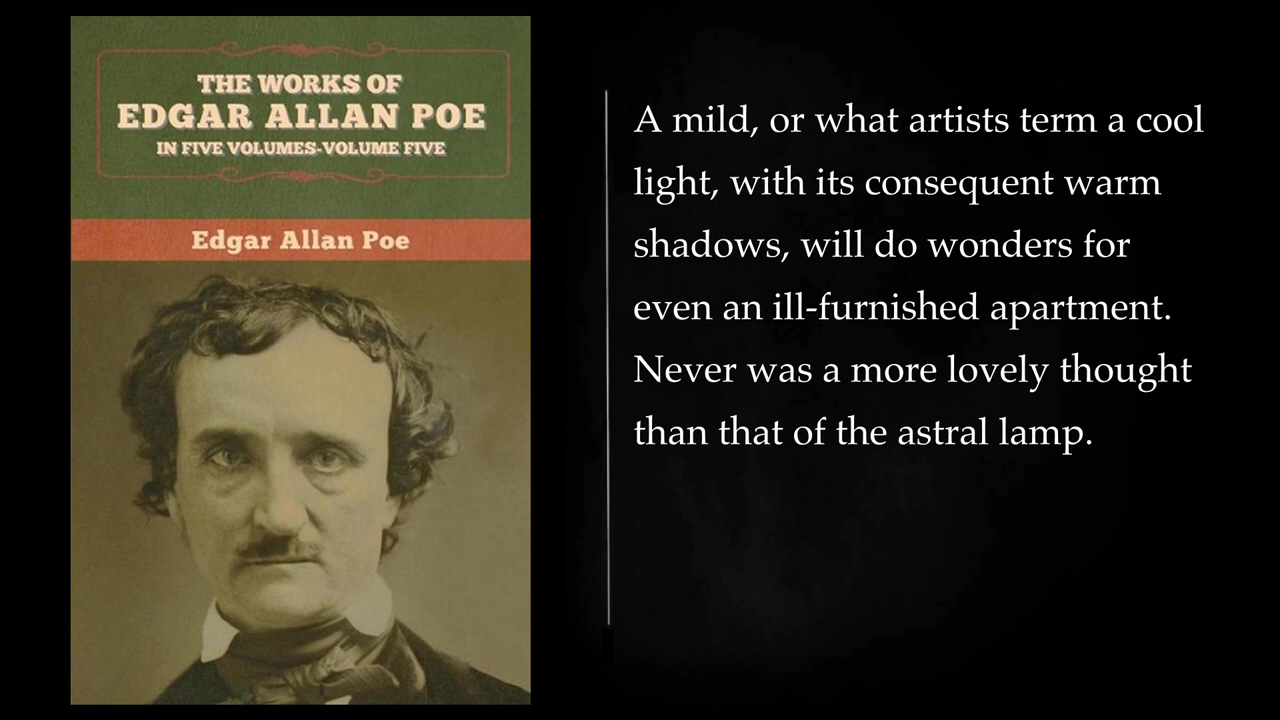 THE WORKS OF
EDGAR ALLAN POE
IN FIVE VOLUMES-VOLUME FIVE
Edgar Allan Poe
A mild, or what artists term a cool
light, with its consequent warm
shadows, will do wonders for
even an ill-furnished apartment.
Never was a more lovely thought
than that of the astral lamp.